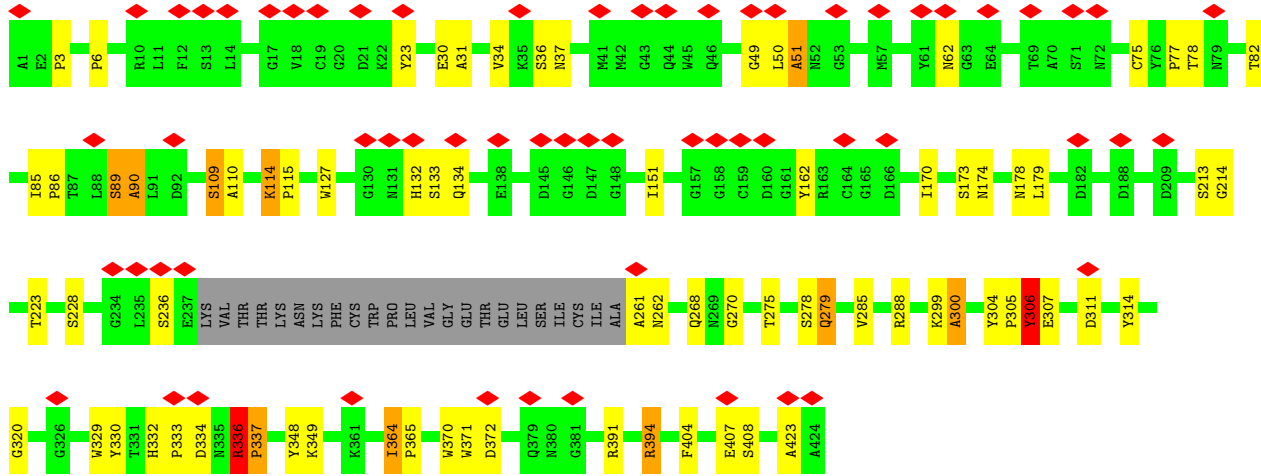 A1 E2 P3 P6 R10 L11 F12 S13 L14 G17 V18 C19 G20 D21 K22 Y23 E30 A31 V34 K35 S36 N37 M41 M42 G43 Q44 W45 Q46 G49 L50 A51 N52 G53 M57 Y61 N62 G63 E64 T69 A70 S71 N72 C75 Y76 P77 T78 N79 T82
I85 P86 T87 L88 S89 A90 L91 D92 S109 A110 K114 P115 W127 G130 N131 H132 S133 Q134 E138 D145 G146 D147 G148 I151 G157 G158 C159 D160 G161 Y162 R163 C164 G165 D166 I170 S173 N174 N178 L179 D182 D188 D209 S213 G214
T223 S228 G234 L235 S236 E237 LYS VAL THR THR LYS ASN LYS PHE CYS TRP PRO LEU VAL GLY GLU THR GLU LEU SER ILE CYS ILE ALA A261 N262 Q268 N269 G270 T275 S278 Q279 V285 R288 K299 A300 Y304 P305 Y306 E307 D311 Y314
G320 G326 W329 Y330 T331 H332 P333 D334 N335 R336 P337 Y348 K349 K361 I364 P365 W370 W371 D372 Q379 N380 G381 R391 R394 F404 E407 S408 A423 A424